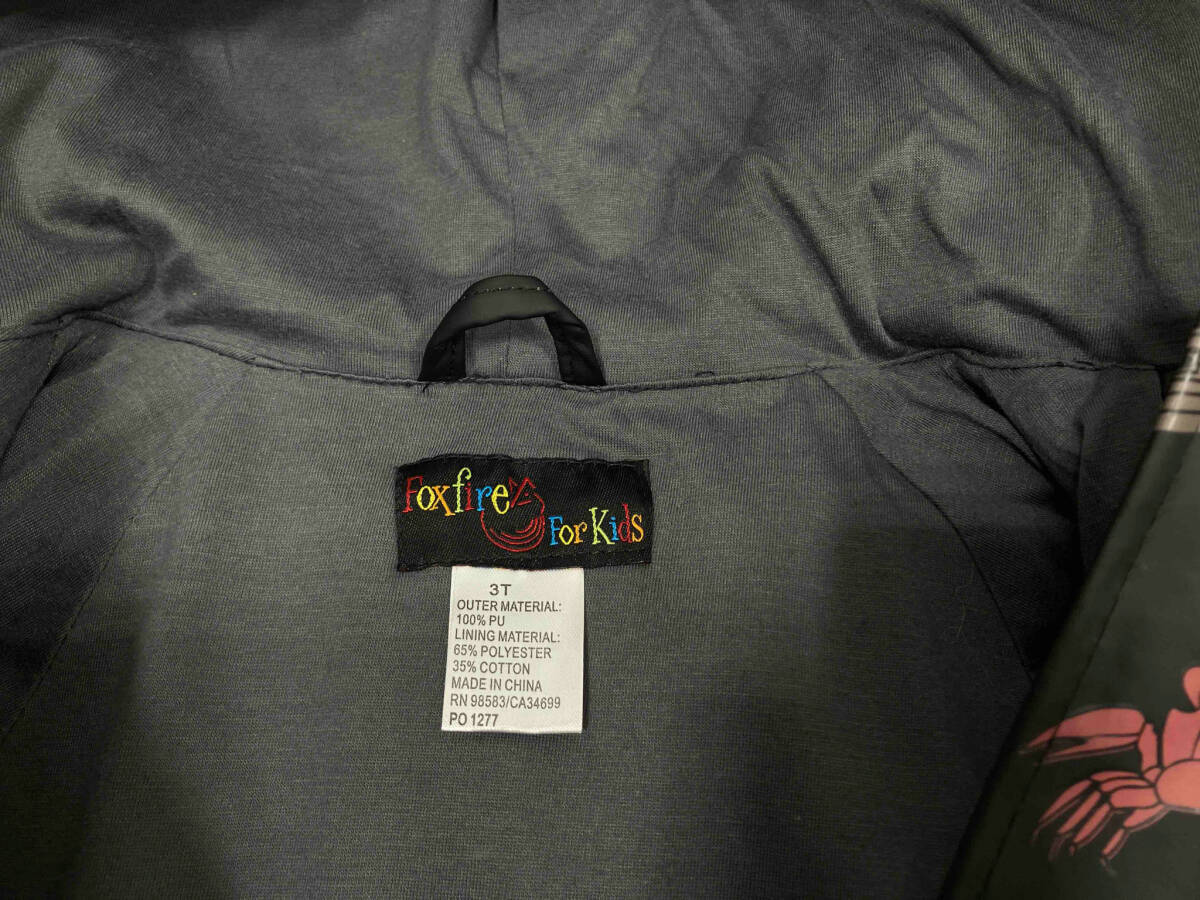 Foxfire
For Kids
3T
OUTER MATERIAL:
100% PU
LINING MATERIAL:
65% POLYESTER
35% COTTON
MADE IN CHINA
RN 98583/CA34699
PO 1277